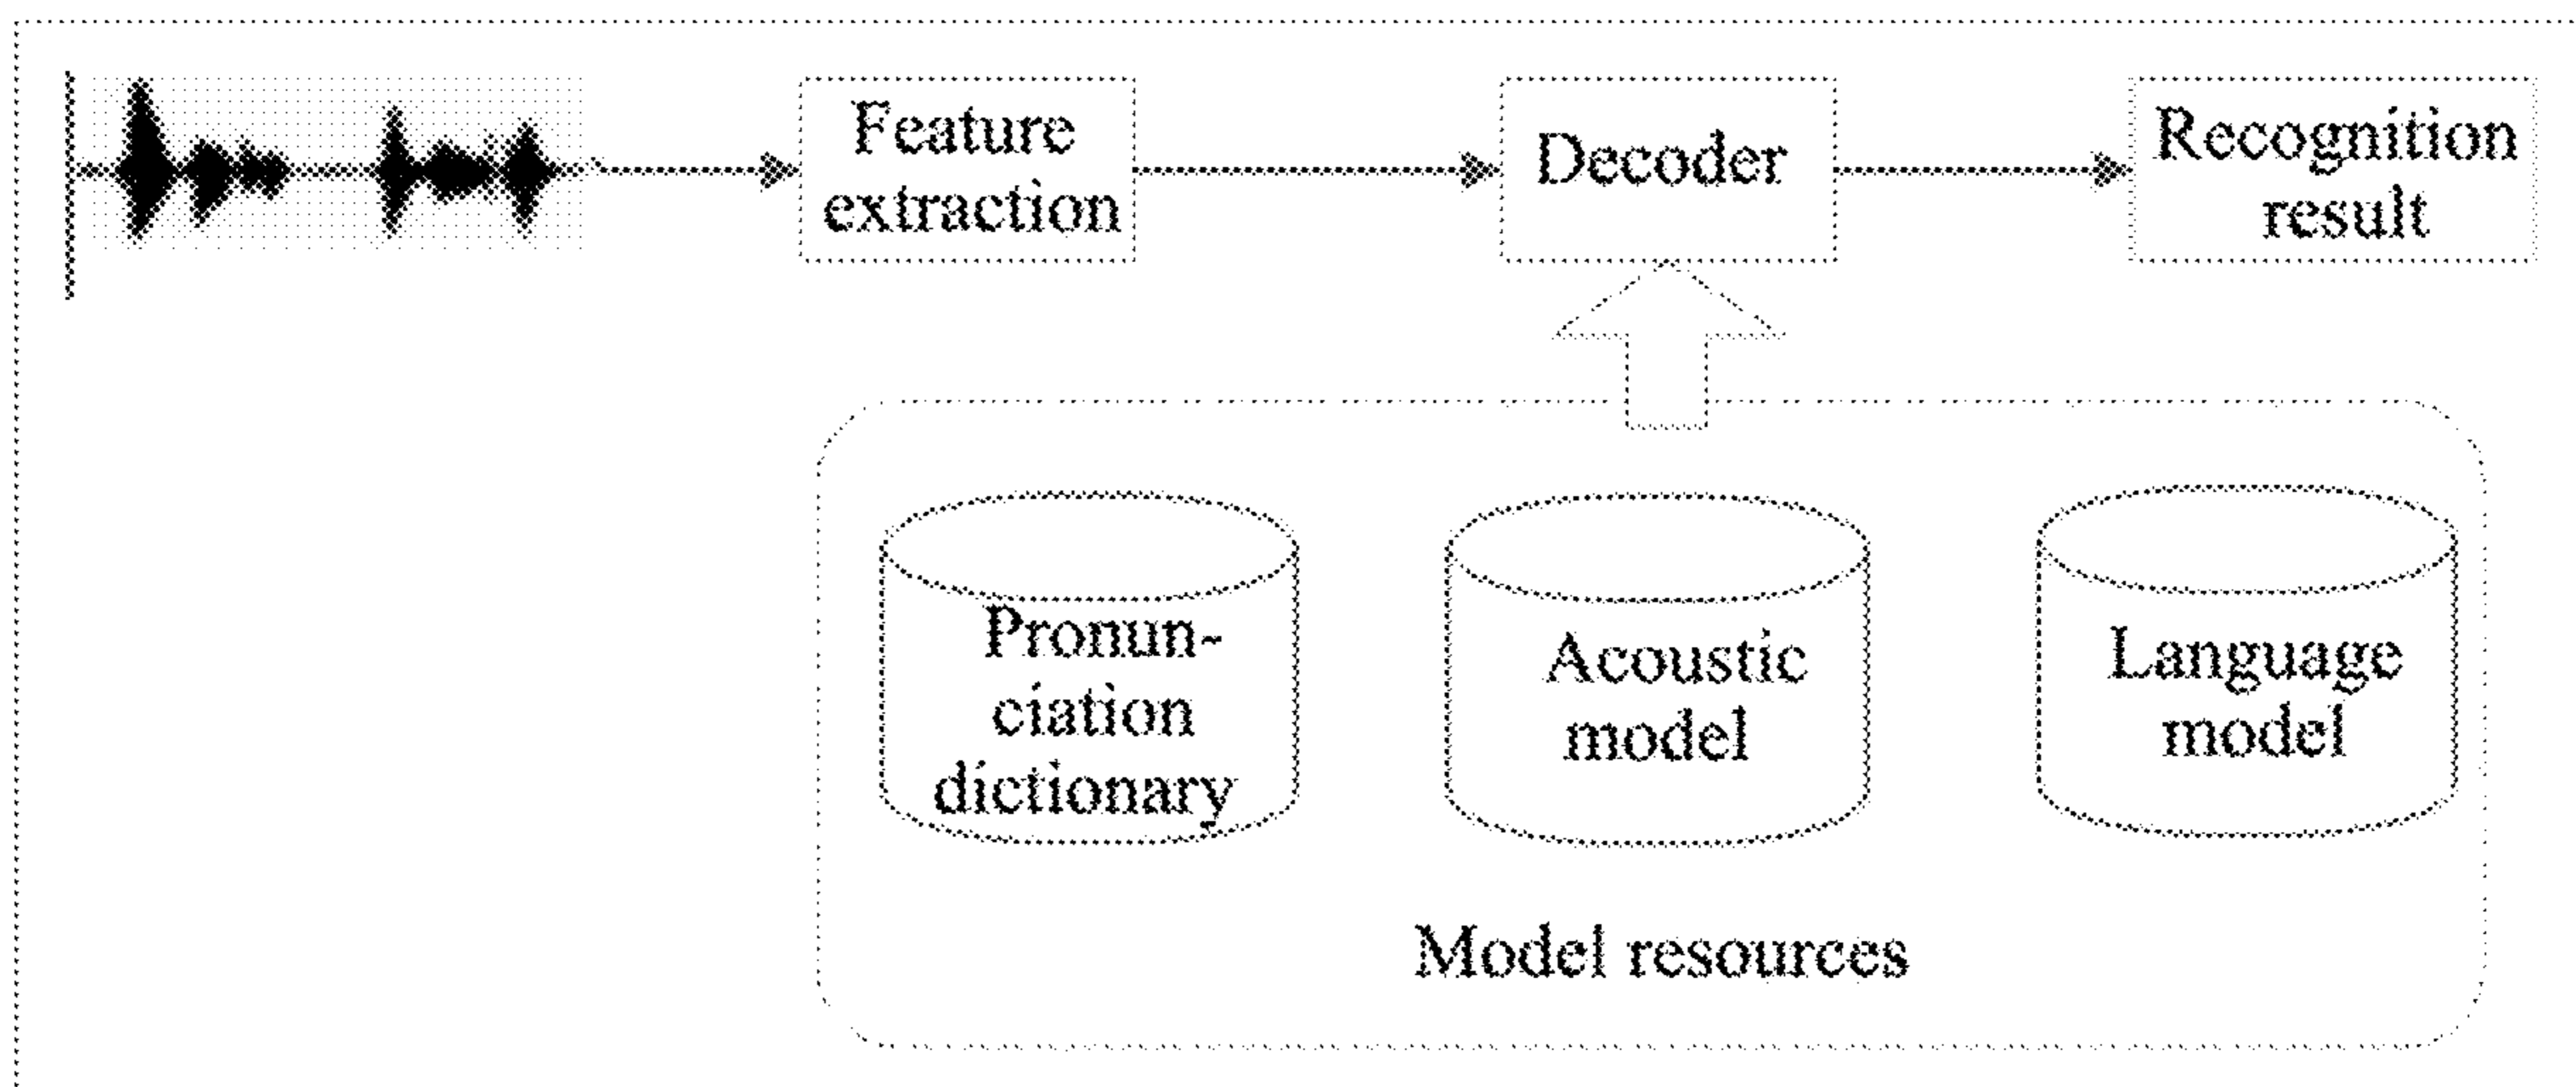 Feature
extraction
Decoder
Recognition
result
Pronun-
ciation
dictionary
Acoustic
model
Language
model
Model resources